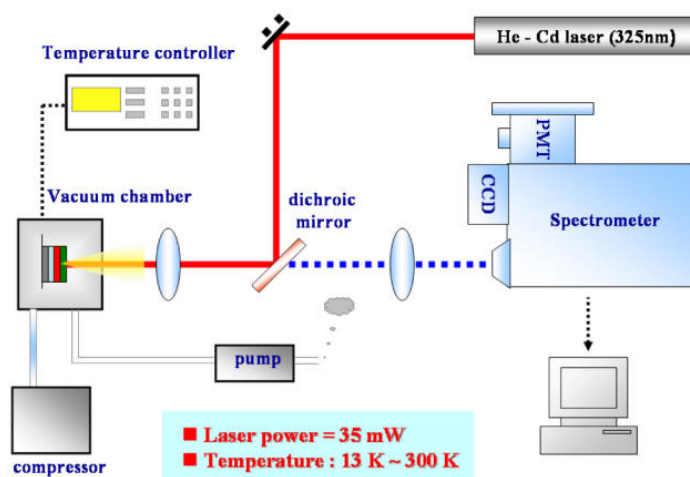 He - Cd laser (325nm)
Temperature controller
PMT
CCD
Vacuum chamber
dichroic
mirror
Spectrometer
pump
compressor
Laser power = 35 mW
Temperature : 13 K ~ 300 K